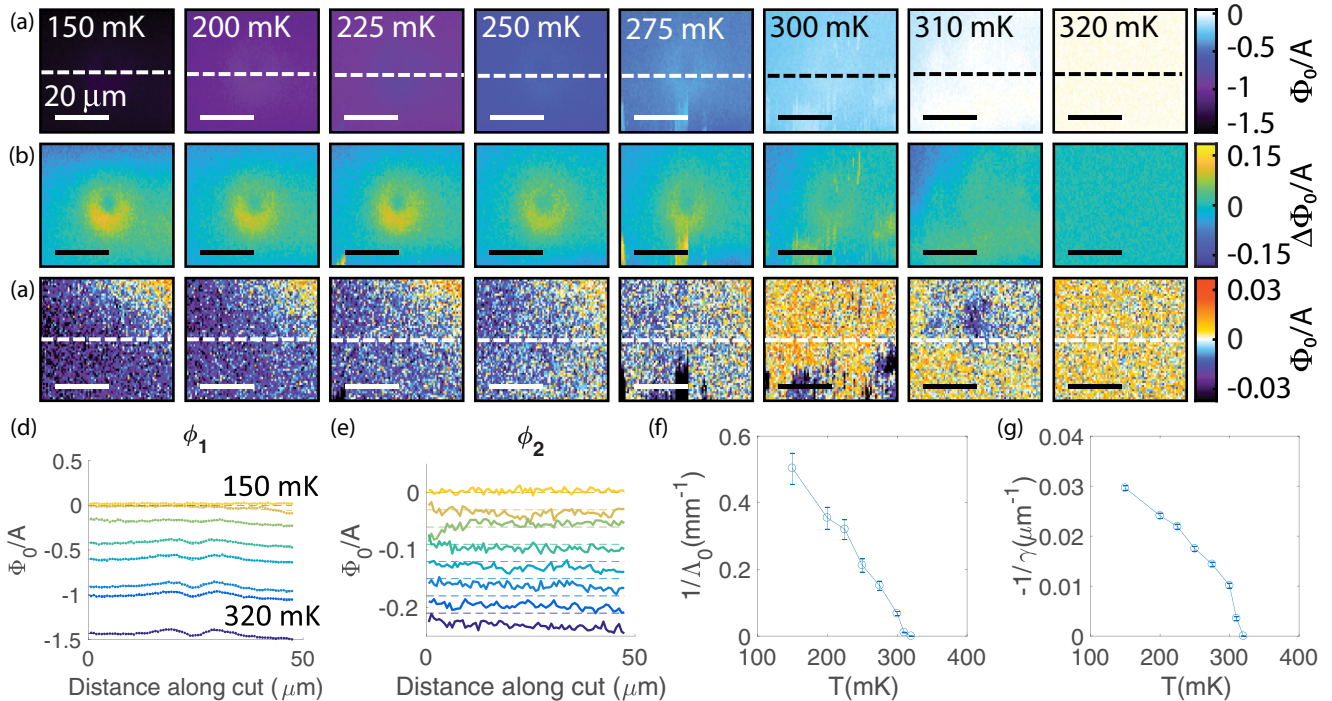 (a) 150 mK 200 mK 225 mK 250 mK 275 mK 300 mK 310 mK 320 mK
20 μm
0
-0.5
-1
-1.5
Φ₀/A
(b)
0.15
0
-0.15
ΔΦ₀/A
(a)
0.03
0
-0.03
Φ₀/A
(d) ϕ₁
0.5
0
-0.5
-1
-1.5
Φ₀/A
150 mK
320 mK
0 50
Distance along cut (μm)
(e) ϕ₂
0
-0.1
-0.2
Φ₀/A
0 50
Distance along cut (μm)
(f)
0.6
0.4
0.2
0
1/Λ₀(mm⁻¹)
100 200 300 400
T(mK)
(g)
-0.04
-0.03
-0.02
0.01
0
-1/γ(μm⁻¹)
100 200 300 400
T(mK)